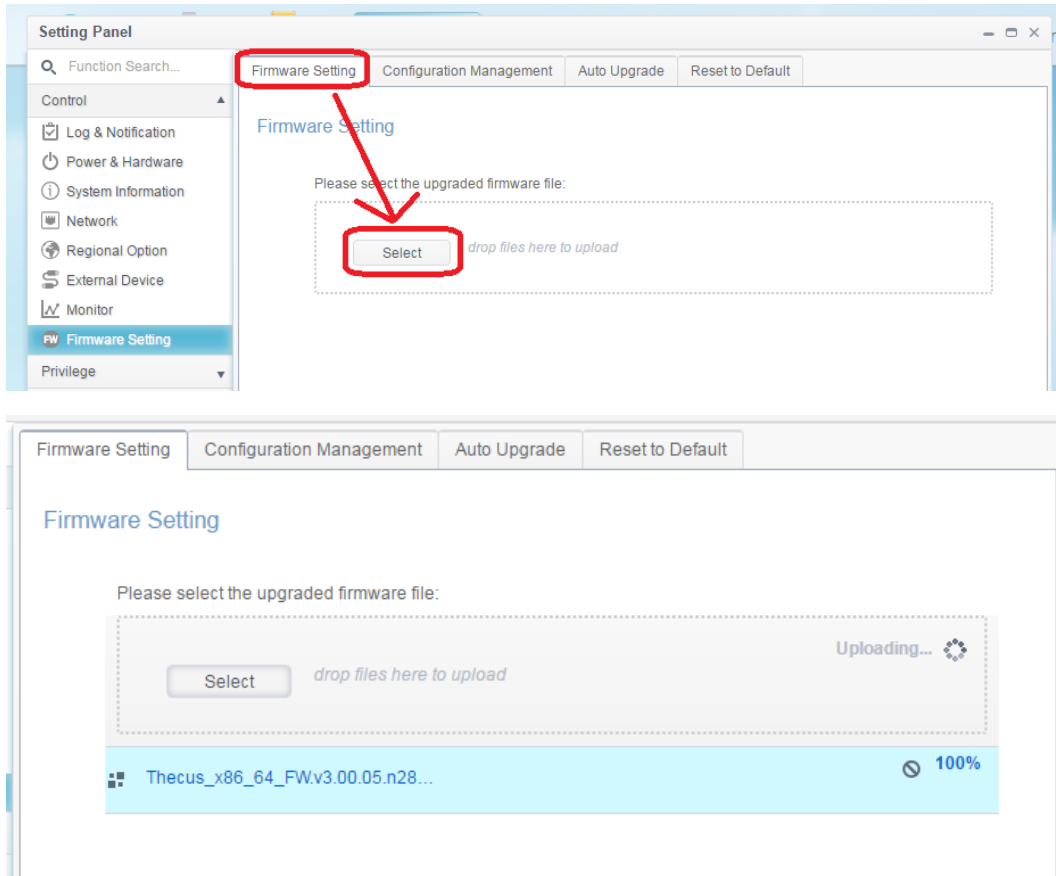 Setting Panel
Function Search...
Firmware Setting Configuration Management Auto Upgrade Reset to Default
Control
Log & Notification
Power & Hardware
System Information
Network
Regional Option
External Device
Monitor
FW Firmware Setting
Privilege
Firmware Setting
Please select the upgraded firmware file:
Select drop files here to upload
Firmware Setting Configuration Management Auto Upgrade Reset to Default
Firmware Setting
Please select the upgraded firmware file:
Uploading...
Select drop files here to upload
Thecus_x86_64_FW.v3.00.05.n28... 100%